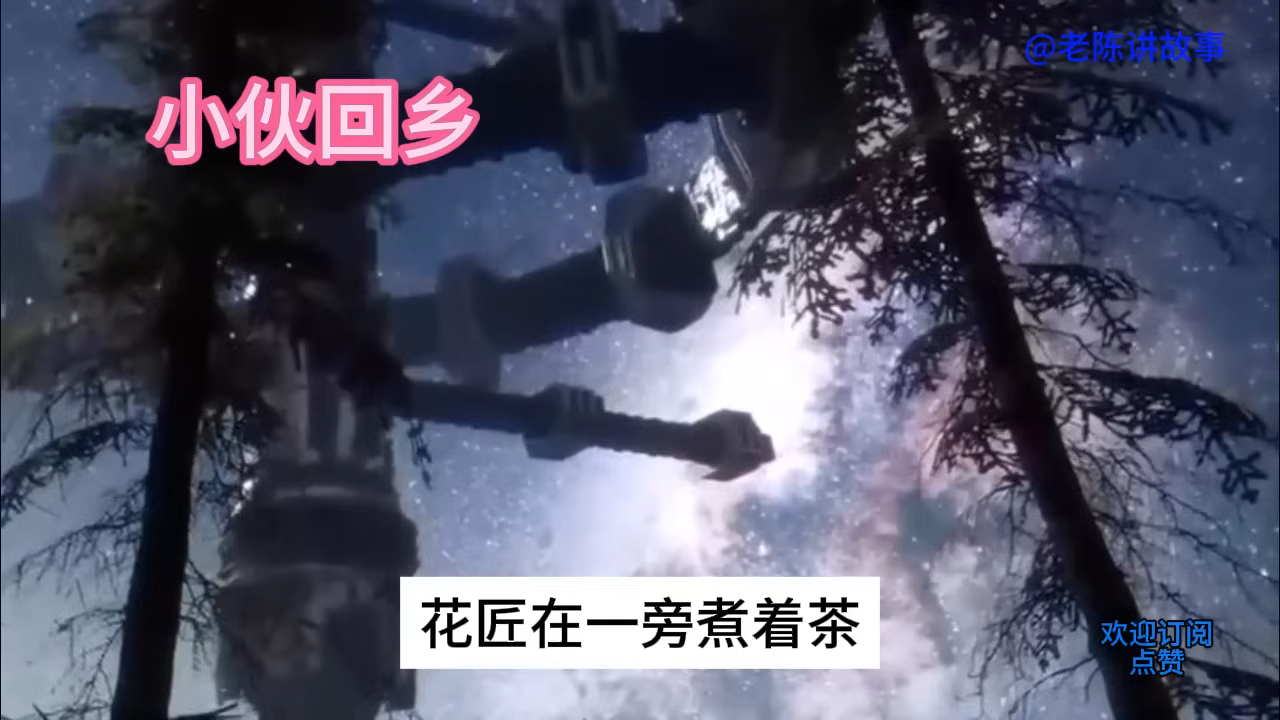 @老陈讲故事
小伙回乡
花匠在一旁煮着茶
欢迎订阅
点赞